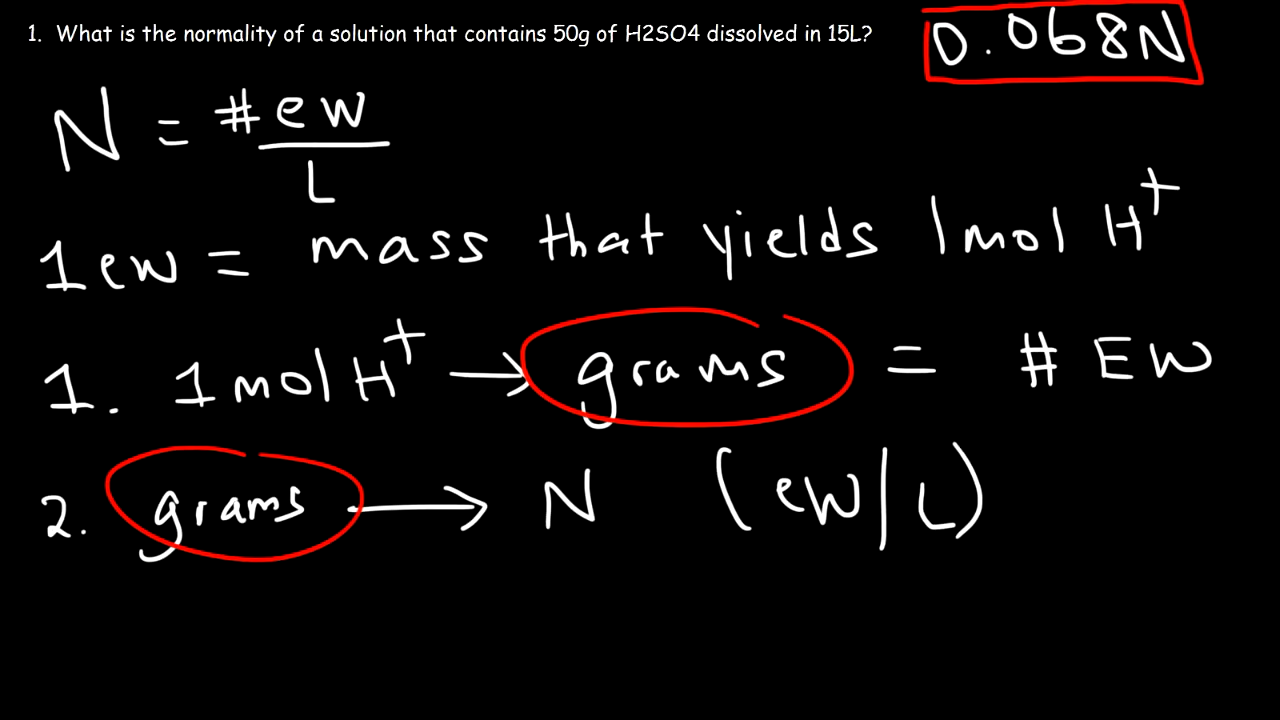 1. What is the normality of a solution that contains 50g of H2SO4 dissolved in 15L?
0.068N
N = #ew
L
1ew = mass that yields 1mol H+
1. 1mol H+ → grams = # EW
2. grams → N (eW/L)